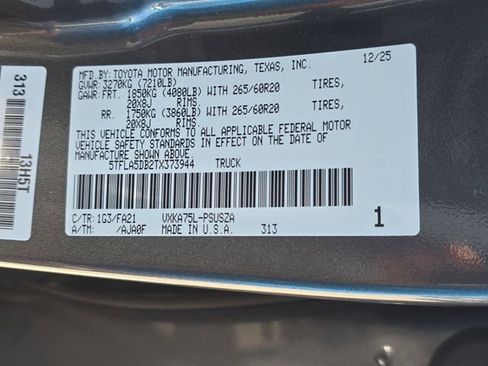 MFD. BY: TOYOTA MOTOR MANUFACTURING, TEXAS, INC. 12/25
GVWR: 3270KG (7210LB)
GAWR: FRT. 1850KG (4080LB) WITH 265/60R20 TIRES,
20X8J RIMS
RR. 1750KG (3860LB) WITH 265/60R20 TIRES,
20X8J RIMS
THIS VEHICLE CONFORMS TO ALL APPLICABLE FEDERAL MOTOR
VEHICLE SAFETY STANDARDS IN EFFECT ON THE DATE OF
MANUFACTURE SHOWN ABOVE.
5TFLA5DB2TX373944 TRUCK
C/TR: 1G3/FA21 VXKA75L-PSUSZA
A/TM: /AJA0F MADE IN U.S.A. 313
1
313
13H5T